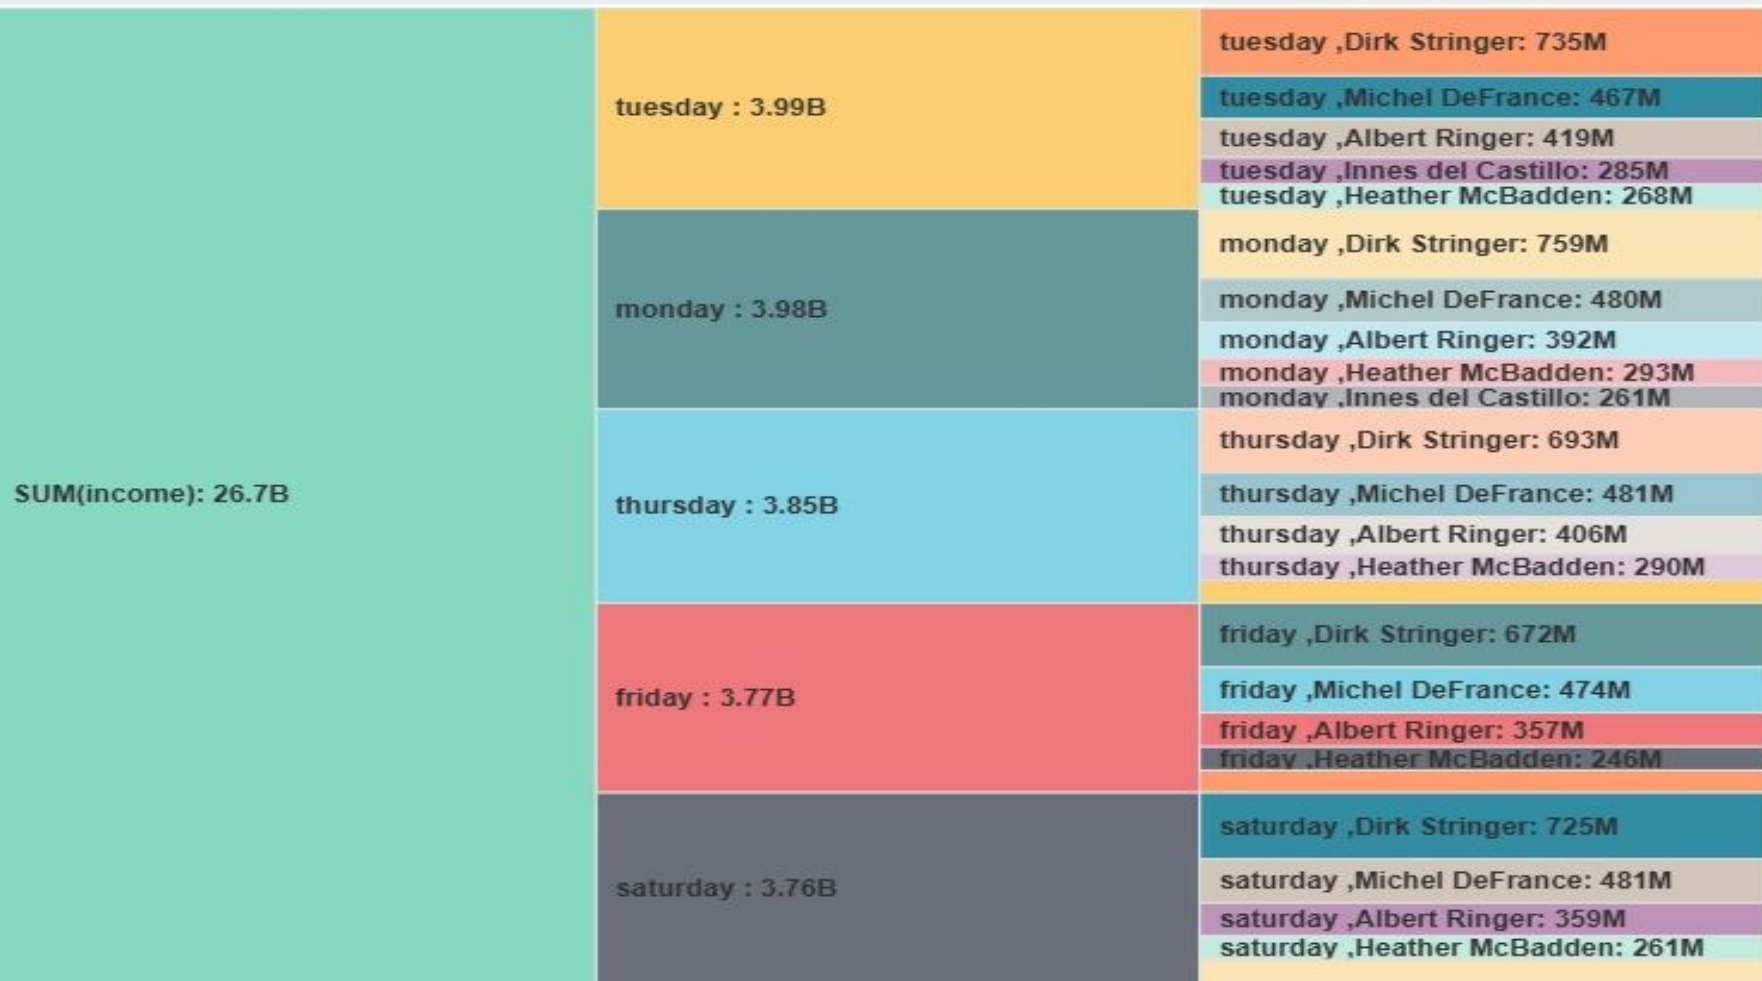 SUM(income): 26.7B
tuesday : 3.99B
tuesday ,Dirk Stringer: 735M
tuesday ,Michel DeFrance: 467M
tuesday ,Albert Ringer: 419M
tuesday ,Innes del Castillo: 285M
tuesday ,Heather McBadden: 268M
monday : 3.98B
monday ,Dirk Stringer: 759M
monday ,Michel DeFrance: 480M
monday ,Albert Ringer: 392M
monday ,Heather McBadden: 293M
monday ,Innes del Castillo: 261M
thursday : 3.85B
thursday ,Dirk Stringer: 693M
thursday ,Michel DeFrance: 481M
thursday ,Albert Ringer: 406M
thursday ,Heather McBadden: 290M
friday : 3.77B
friday ,Dirk Stringer: 672M
friday ,Michel DeFrance: 474M
friday ,Albert Ringer: 357M
friday ,Heather McBadden: 246M
saturday : 3.76B
saturday ,Dirk Stringer: 725M
saturday ,Michel DeFrance: 481M
saturday ,Albert Ringer: 359M
saturday ,Heather McBadden: 261M